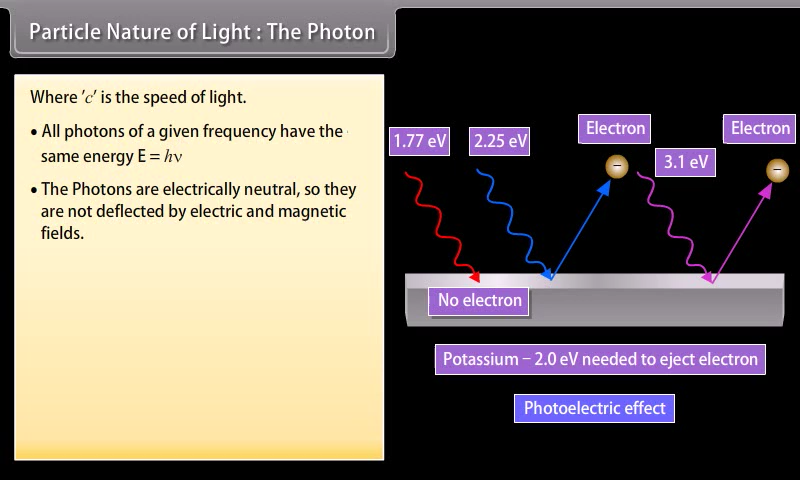 Particle Nature of Light : The Photon
Where 'c' is the speed of light.
• All photons of a given frequency have the
same energy E = hν
• The Photons are electrically neutral, so they
are not deflected by electric and magnetic
fields.
1.77 eV
2.25 eV
Electron
−
3.1 eV
Electron
−
No electron
Potassium − 2.0 eV needed to eject electron
Photoelectric effect